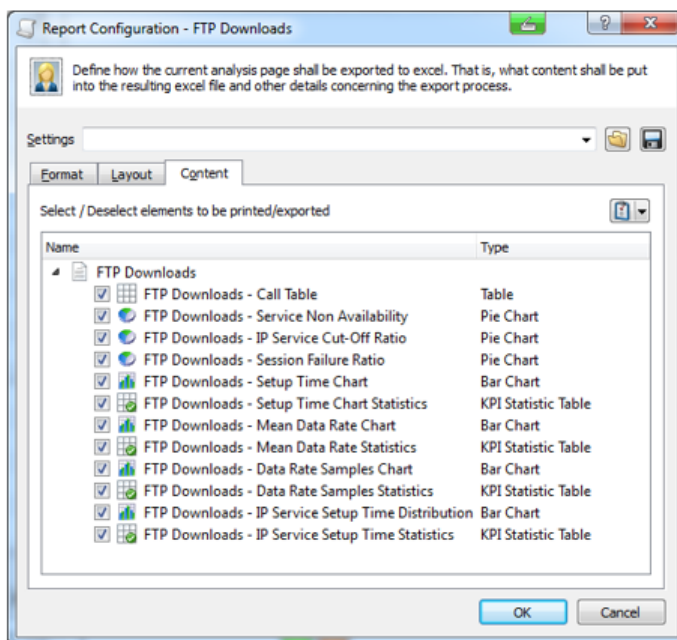 Report Configuration - FTP Downloads
Define how the current analysis page shall be exported to excel. That is, what content shall be put
into the resulting excel file and other details concerning the export process.
Settings
Format Layout Content
Select / Deselect elements to be printed/exported
Name Type
FTP Downloads
FTP Downloads - Call Table Table
FTP Downloads - Service Non Availability Pie Chart
FTP Downloads - IP Service Cut-Off Ratio Pie Chart
FTP Downloads - Session Failure Ratio Pie Chart
FTP Downloads - Setup Time Chart Bar Chart
FTP Downloads - Setup Time Chart Statistics KPI Statistic Table
FTP Downloads - Mean Data Rate Chart Bar Chart
FTP Downloads - Mean Data Rate Statistics KPI Statistic Table
FTP Downloads - Data Rate Samples Chart Bar Chart
FTP Downloads - Data Rate Samples Statistics KPI Statistic Table
FTP Downloads - IP Service Setup Time Distribution Bar Chart
FTP Downloads - IP Service Setup Time Statistics KPI Statistic Table
OK Cancel